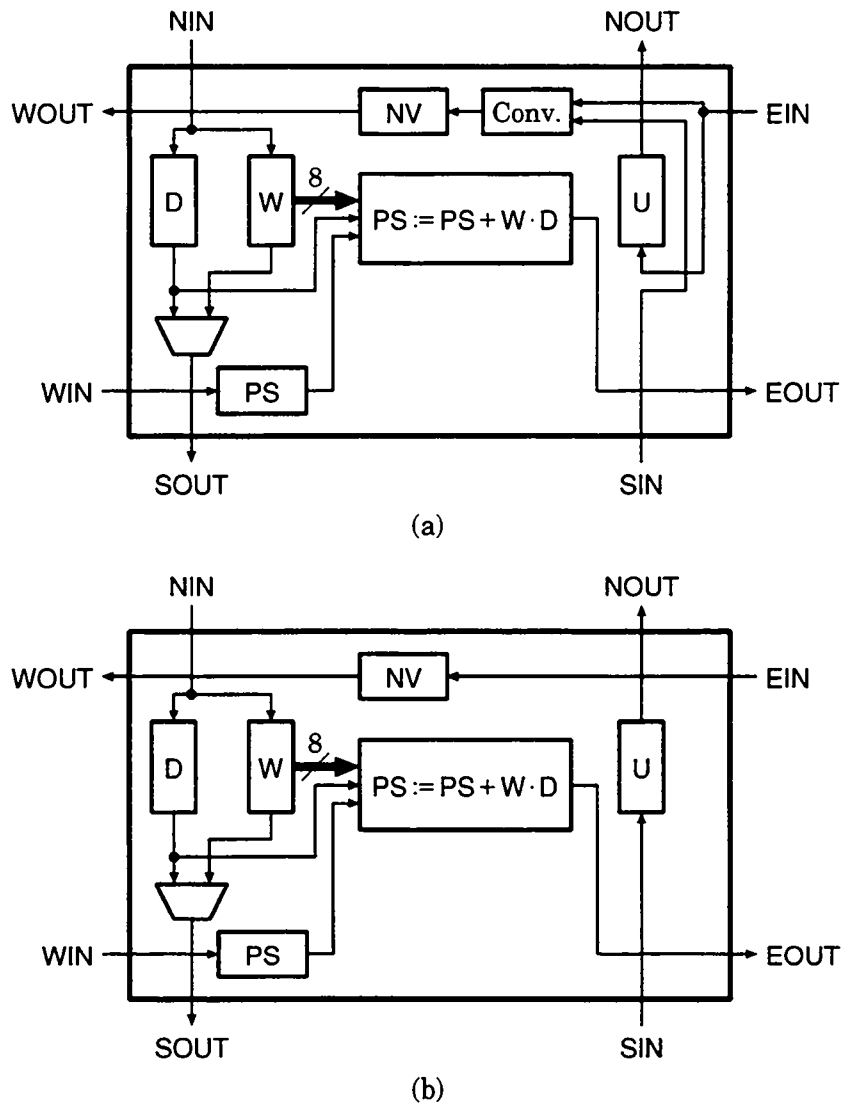 NIN NOUT
WOUT NV Conv. EIN
8
D W PS := PS + W · D U
WIN PS EOUT
SOUT SIN
(a)
NIN NOUT
WOUT NV EIN
8
D W PS := PS + W · D U
WIN PS EOUT
SOUT SIN
(b)